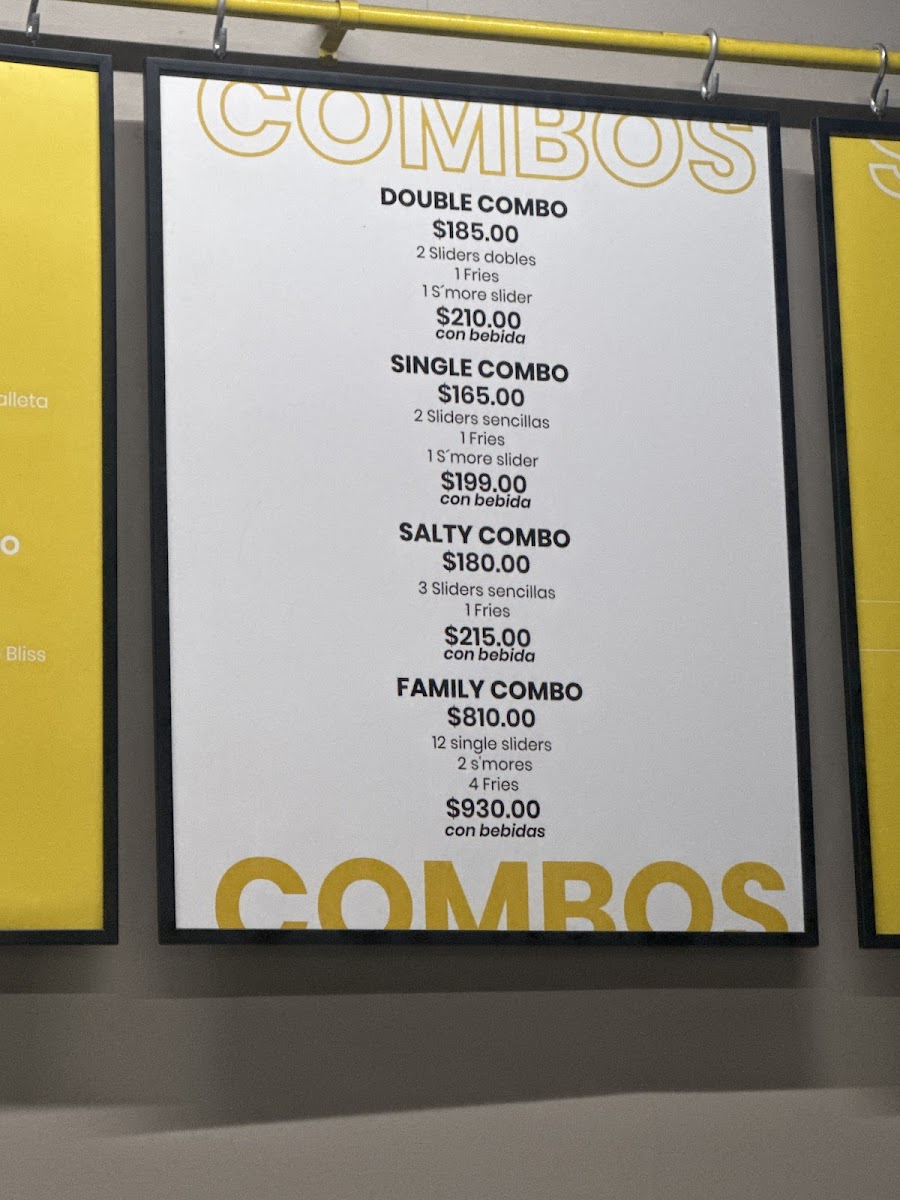 COMBOS
DOUBLE COMBO
$185.00
2 Sliders dobles
1 Fries
1 S´more slider
$210.00
con bebida
SINGLE COMBO
$165.00
2 Sliders sencillas
1 Fries
1 S´more slider
$199.00
con bebida
SALTY COMBO
$180.00
3 Sliders sencillas
1 Fries
$215.00
con bebida
FAMILY COMBO
$810.00
12 single sliders
2 s'mores
4 Fries
$930.00
con bebidas
COMBOS
alleta
O
Bliss